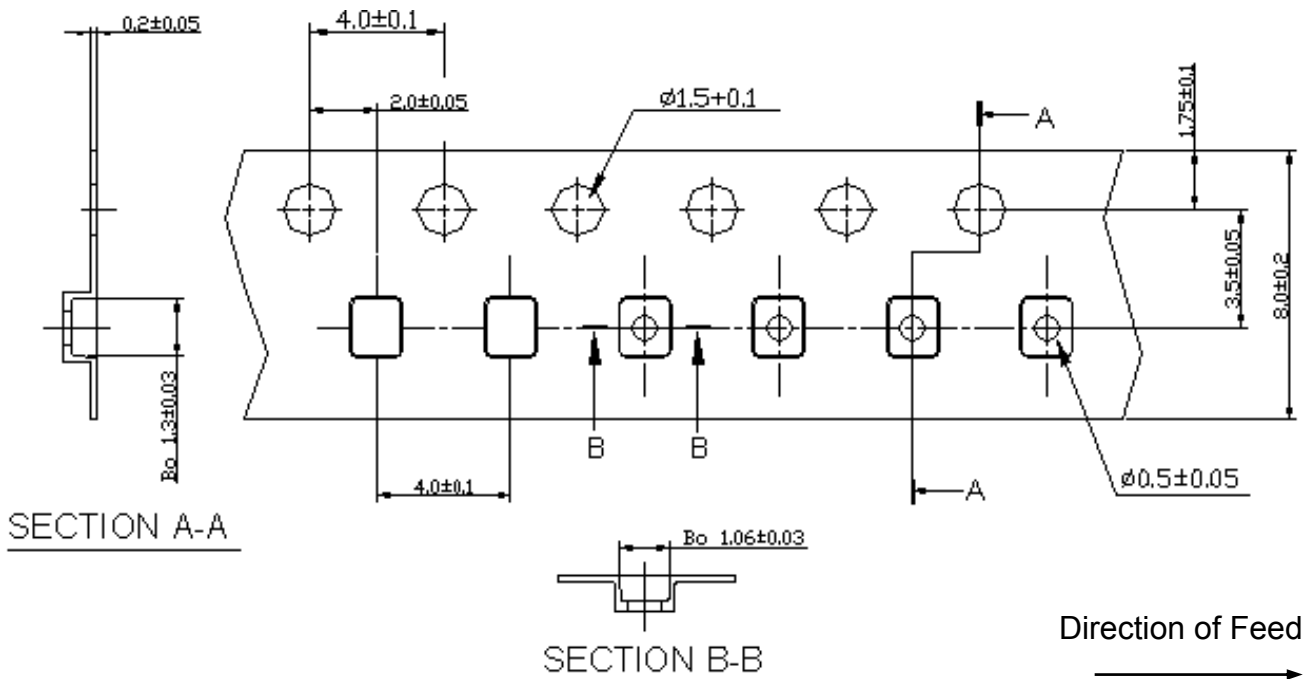 0.2±0.05
4.0±0.1
2.0±0.05
⌀1.5+0.1
A
1.75±0.1
3.5±0.05
8.0±0.2
Bo 1.3±0.03
B
B
4.0±0.1
A
⌀0.5±0.05
SECTION A-A
Bo 1.06±0.03
SECTION B-B
Direction of Feed